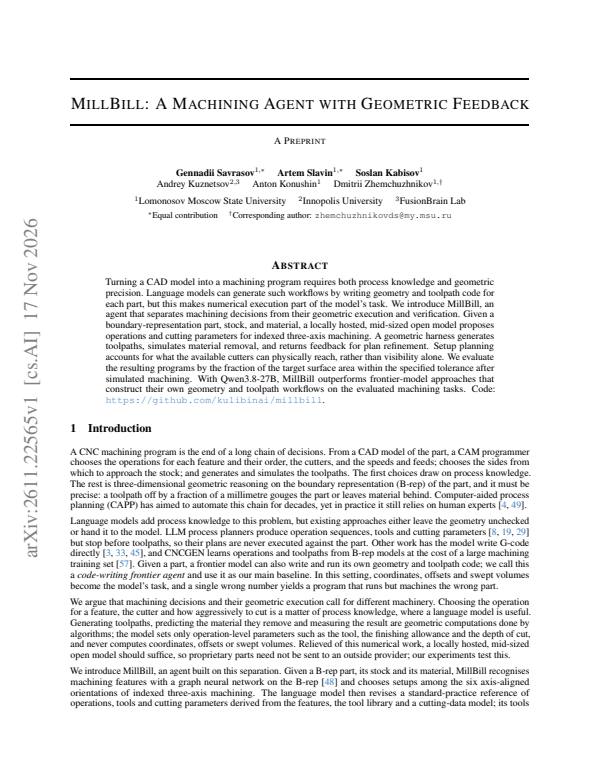 MILLBILL: A MACHINING AGENT WITH GEOMETRIC FEEDBACK
A PREPRINT
Gennadii Savrasov1,* Artem Slavin1,* Soslan Kabisov1
Andrey Kuznetsov2,3 Anton Konushin1 Dmitrii Zhemchuzhnikov1,†
1Lomonosov Moscow State University 2Innopolis University 3FusionBrain Lab
*Equal contribution †Corresponding author: zhemchuzhnikovds@my.msu.ru
arXiv:2611.22565v1 [cs.AI] 17 Nov 2026
ABSTRACT
Turning a CAD model into a machining program requires both process knowledge and geometric
precision. Language models can generate such workflows by writing geometry and toolpath code for
each part, but this makes numerical execution part of the model's task. We introduce MillBill, an
agent that separates machining decisions from their geometric execution and verification. Given a
boundary-representation part, stock, and material, a locally hosted, mid-sized open model proposes
operations and cutting parameters for indexed three-axis machining. A geometric harness generates
toolpaths, simulates material removal, and returns feedback for plan refinement. Setup planning
accounts for what the available cutters can physically reach, rather than visibility alone. We evaluate
the resulting programs by the fraction of the target surface area within the specified tolerance after
simulated machining. With Qwen3.8-27B, MillBill outperforms frontier-model approaches that
construct their own geometry and toolpath workflows on the evaluated machining tasks. Code:
https://github.com/kulibinai/millbill.
1 Introduction
A CNC machining program is the end of a long chain of decisions. From a CAD model of the part, a CAM programmer
chooses the operations for each feature and their order, the cutters, and the speeds and feeds; chooses the sides from
which to approach the stock; and generates and simulates the toolpaths. The first choices draw on process knowledge.
The rest is three-dimensional geometric reasoning on the boundary representation (B-rep) of the part, and it must be
precise: a toolpath off by a fraction of a millimetre gouges the part or leaves material behind. Computer-aided process
planning (CAPP) has aimed to automate this chain for decades, yet in practice it still relies on human experts [4, 49].
Language models add process knowledge to this problem, but existing approaches either leave the geometry unchecked
or hand it to the model. LLM process planners produce operation sequences, tools and cutting parameters [8, 19, 29]
but stop before toolpaths, so their plans are never executed against the part. Other work has the model write G-code
directly [3, 33, 45], and CNCGEN learns operations and toolpaths from B-rep models at the cost of a large machining
training set [57]. Given a part, a frontier model can also write and run its own geometry and toolpath code; we call this
a code-writing frontier agent and use it as our main baseline. In this setting, coordinates, offsets and swept volumes
become the model's task, and a single wrong number yields a program that runs but machines the wrong part.
We argue that machining decisions and their geometric execution call for different machinery. Choosing the operation
for a feature, the cutter and how aggressively to cut is a matter of process knowledge, where a language model is useful.
Generating toolpaths, predicting the material they remove and measuring the result are geometric computations done by
algorithms; the model sets only operation-level parameters such as the tool, the finishing allowance and the depth of cut,
and never computes coordinates, offsets or swept volumes. Relieved of this numerical work, a locally hosted, mid-sized
open model should suffice, so proprietary parts need not be sent to an outside provider; our experiments test this.
We introduce MillBill, an agent built on this separation. Given a B-rep part, its stock and its material, MillBill recognises
machining features with a graph neural network on the B-rep [48] and chooses setups among the six axis-aligned
orientations of indexed three-axis machining. The language model then revises a standard-practice reference of
operations, tools and cutting parameters derived from the features, the tool library and a cutting-data model; its tools